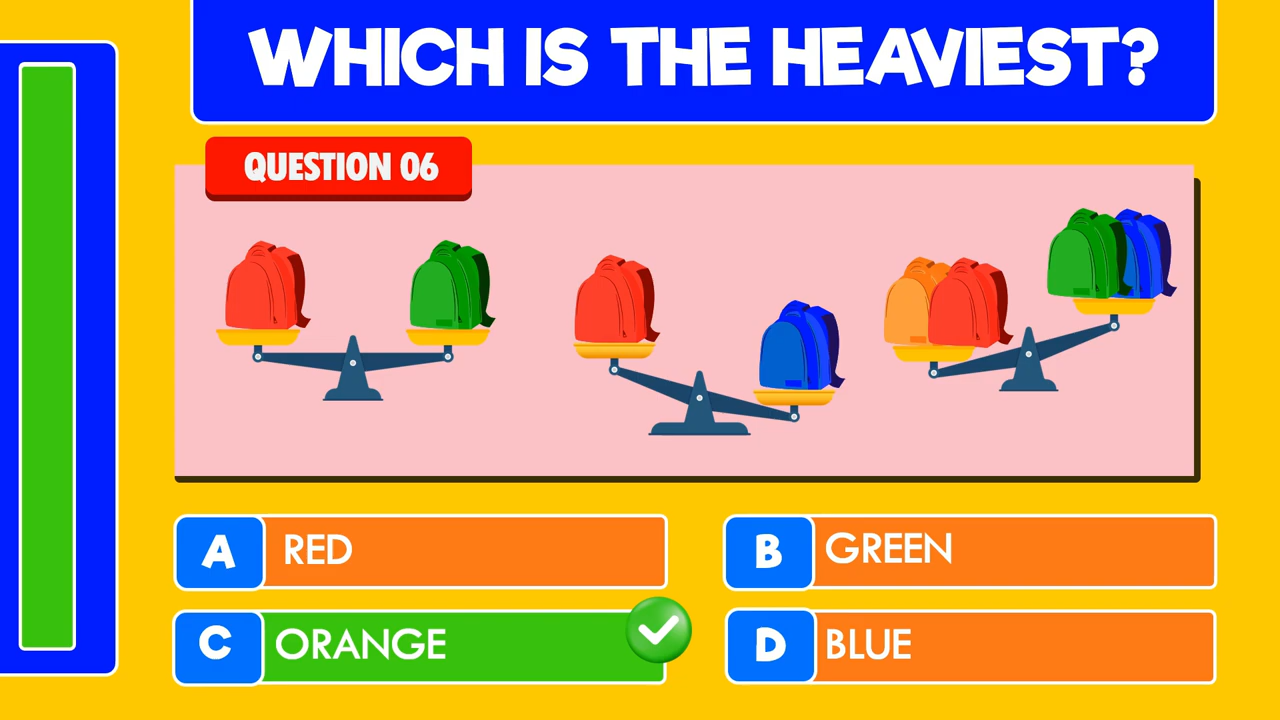 WHICH IS THE HEAVIEST?
QUESTION 06
A RED
B GREEN
C ORANGE
D BLUE